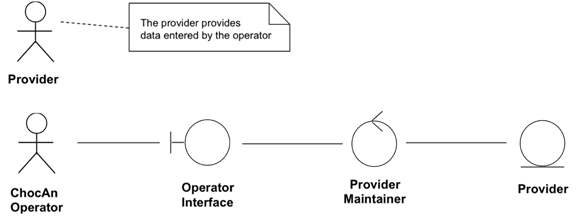 The provider provides
data entered by the operator
Provider
ChocAn
Operator
Operator
Interface
Provider
Maintainer
Provider